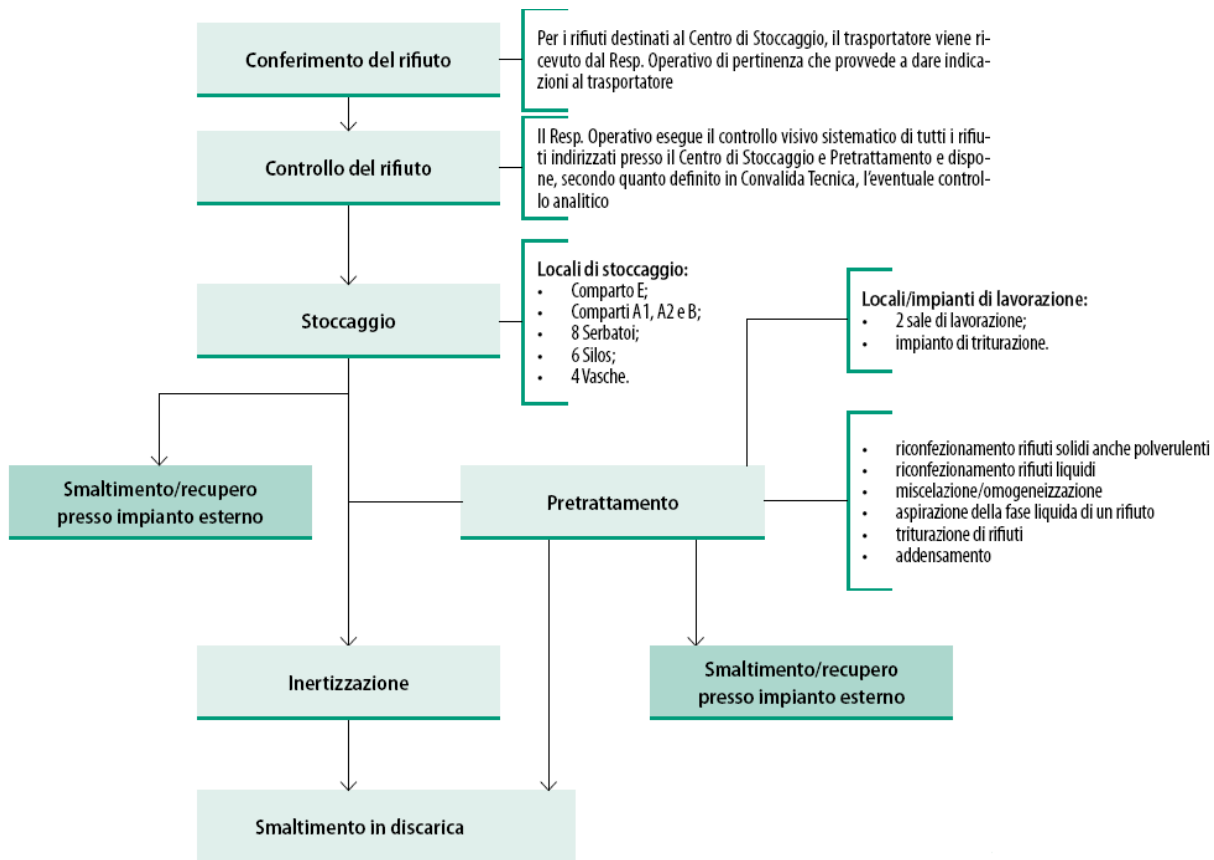 Conferimento del rifiuto
Per i rifiuti destinati al Centro di Stoccaggio, il trasportatore viene ri-
cevuto dal Resp. Operativo di pertinenza che provvede a dare indica-
zioni al trasportatore
Controllo del rifiuto
Il Resp. Operativo esegue il controllo visivo sistematico di tutti i rifiu-
ti indirizzati presso il Centro di Stoccaggio e Pretrattamento e dispo-
ne, secondo quanto definito in Convalida Tecnica, l'eventuale control-
lo analitico
Stoccaggio
Locali di stoccaggio:
• Comparto E;
• Comparti A1, A2 e B;
• 8 Serbatoi;
• 6 Silos;
• 4 Vasche.
Locali/impianti di lavorazione:
• 2 sale di lavorazione;
• impianto di triturazione.
Smaltimento/recupero
presso impianto esterno
Pretrattamento
• riconfezionamento rifiuti solidi anche polverulenti
• riconfezionamento rifiuti liquidi
• miscelazione/omogeneizzazione
• aspirazione della fase liquida di un rifiuto
• triturazione di rifiuti
• addensamento
Inertizzazione
Smaltimento/recupero
presso impianto esterno
Smaltimento in discarica